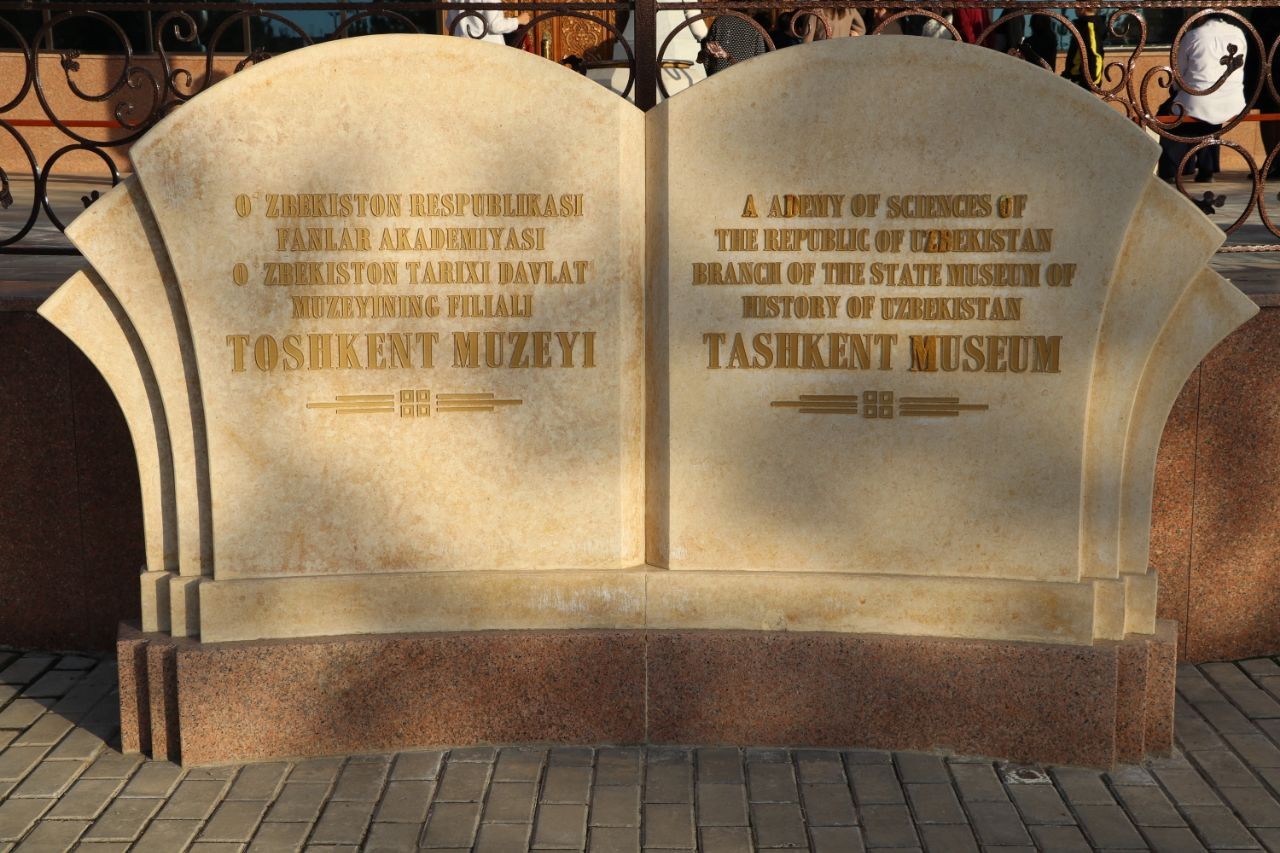 O‘ZBEKISTON RESPUBLIKASI
FANLAR AKADEMIYASI
O‘ZBEKISTON TARIXI DAVLAT
MUZEYINING FILIALI
TOSHKENT MUZEYI
A ADEMY OF SCIENCES OF
THE REPUBLIC OF UZBEKISTAN
BRANCH OF THE STATE MUSEUM OF
HISTORY OF UZBEKISTAN
TASHKENT MUSEUM